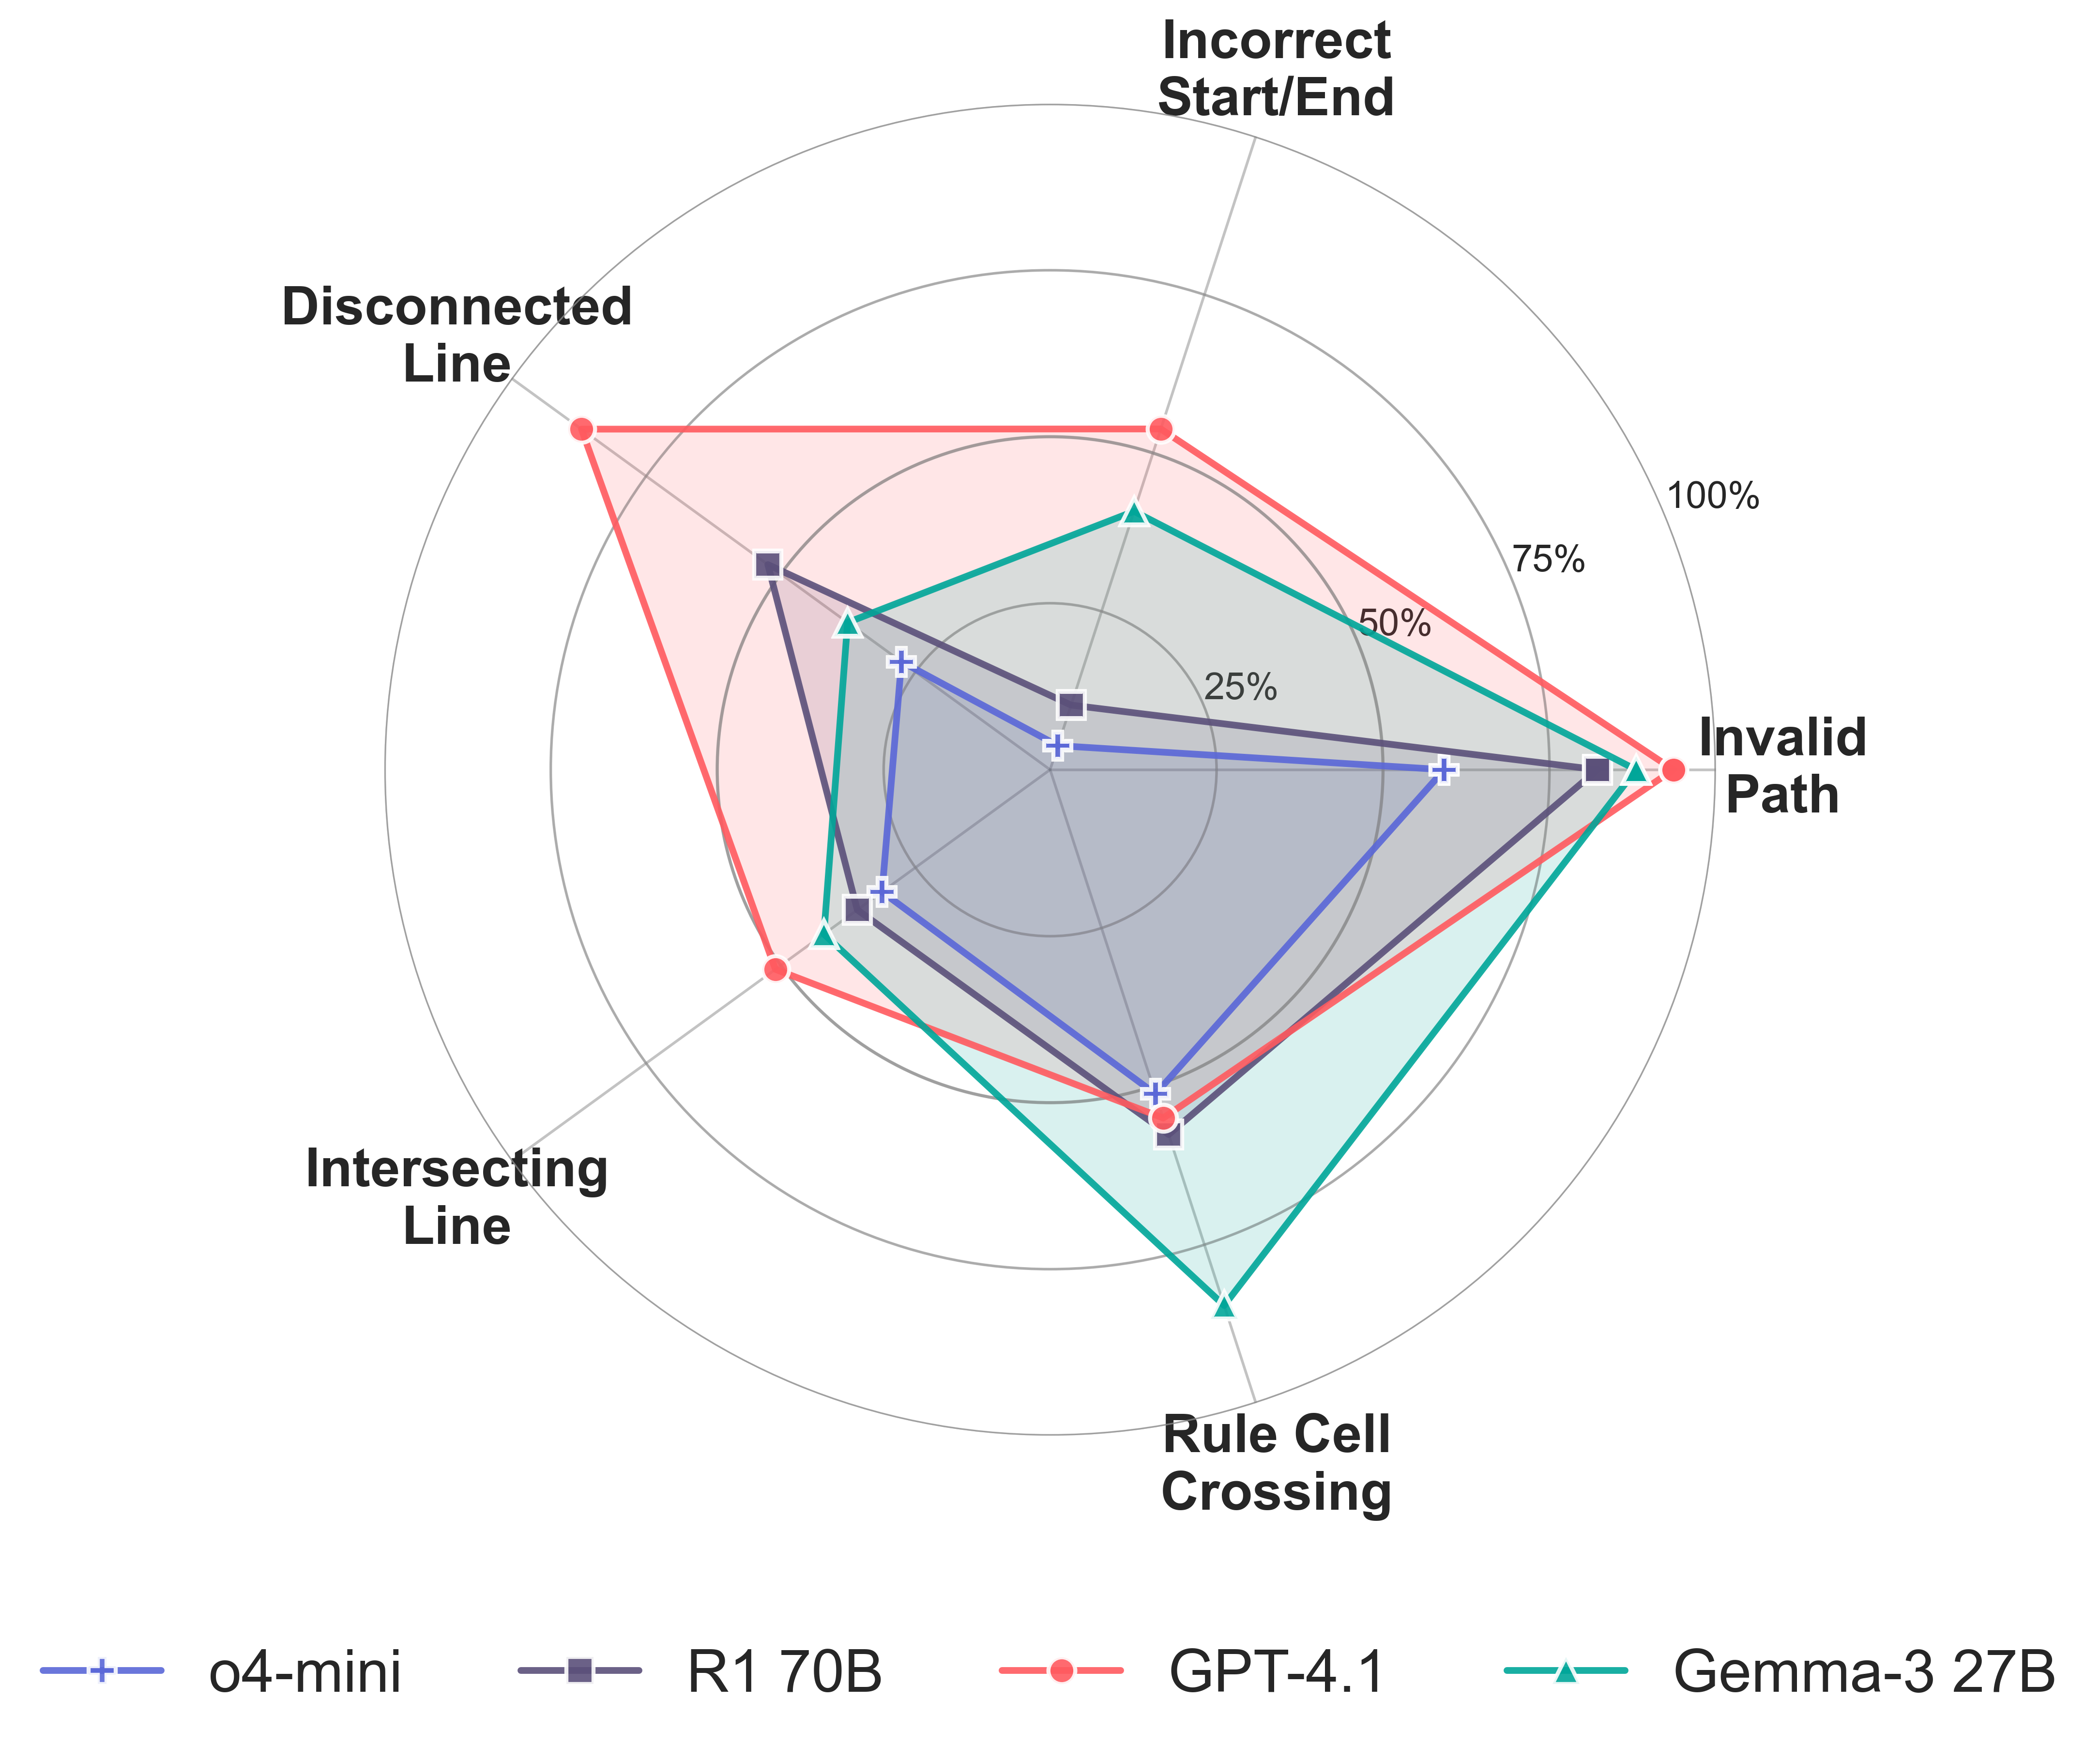 Incorrect
Start/End
Disconnected
Line
100%
75%
50%
25%
Invalid
Path
Intersecting
Line
Rule Cell
Crossing
o4-mini
R1 70B
GPT-4.1
Gemma-3 27B